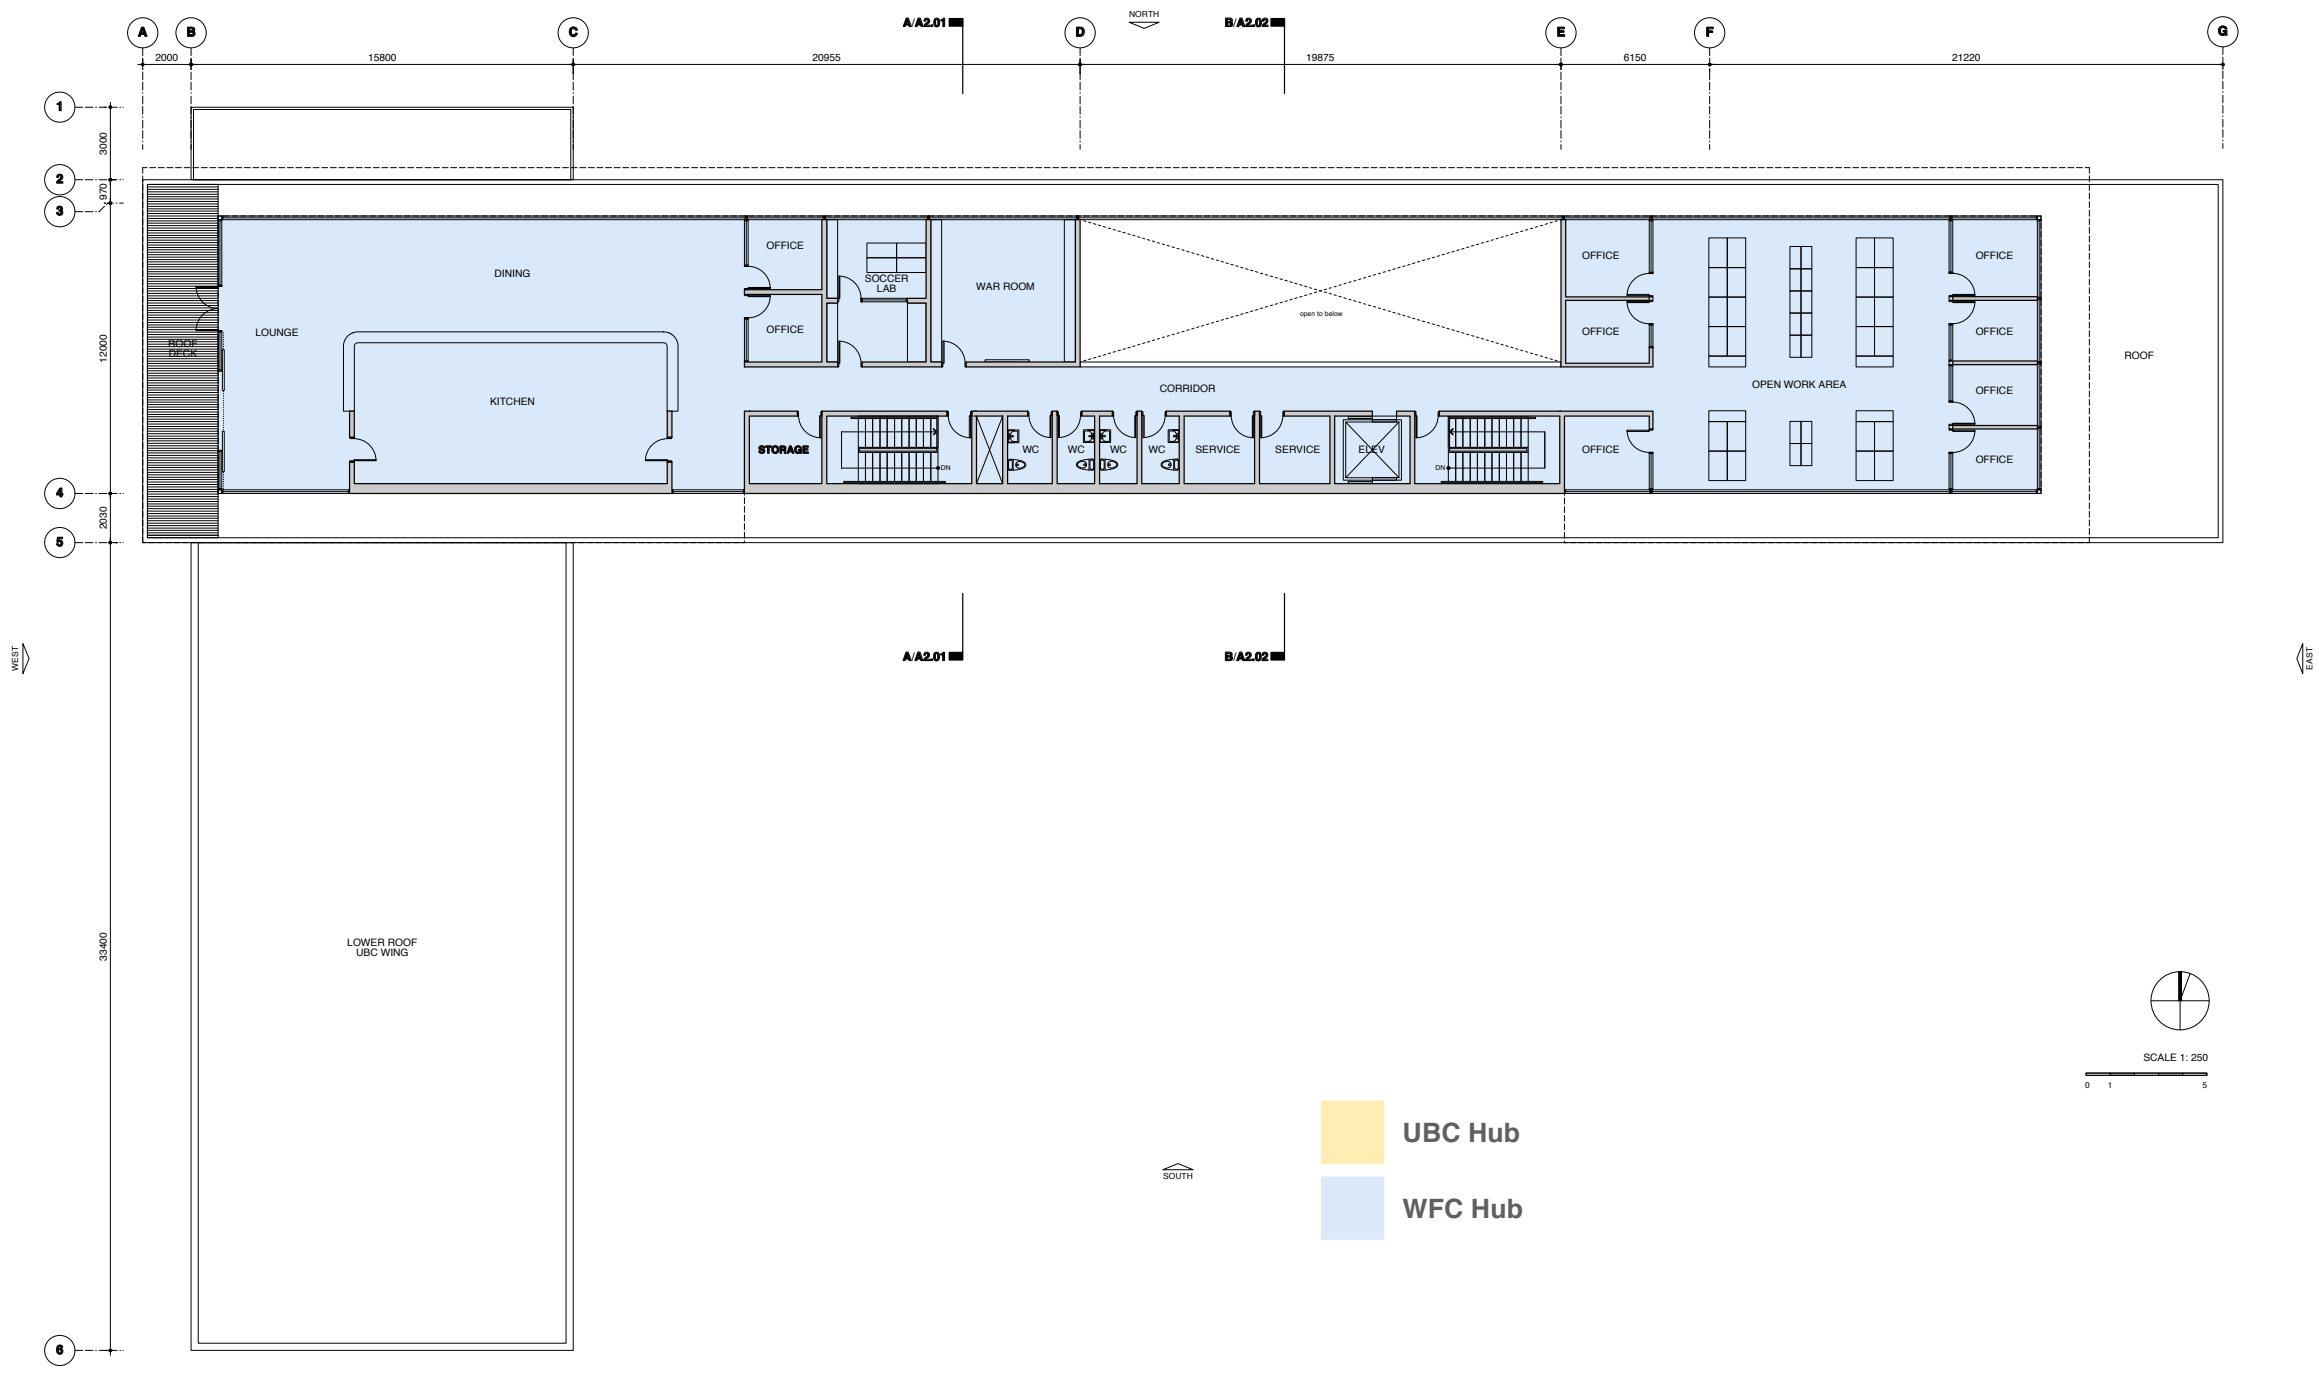 NORTH
A/A2.01
B/A2.02
A
B
C
D
E
F
G
2000
15800
20955
19875
6150
21220
1
3000
2
970
3
12000
4
2030
5
33400
6
OFFICE
DINING
OFFICE
SOCCER
LAB
WAR ROOM
open to below
OFFICE
OFFICE
OFFICE
OFFICE
LOUNGE
OFFICE
ROOF
DECK
ROOF
KITCHEN
CORRIDOR
OPEN WORK AREA
OFFICE
STORAGE
DN
WC
WC
WC
WC
SERVICE
SERVICE
ELEV
DN
OFFICE
OFFICE
WEST
A/A2.01
B/A2.02
EAST
LOWER ROOF
UBC WING
SCALE 1: 250
0 1 5
UBC Hub
SOUTH
WFC Hub